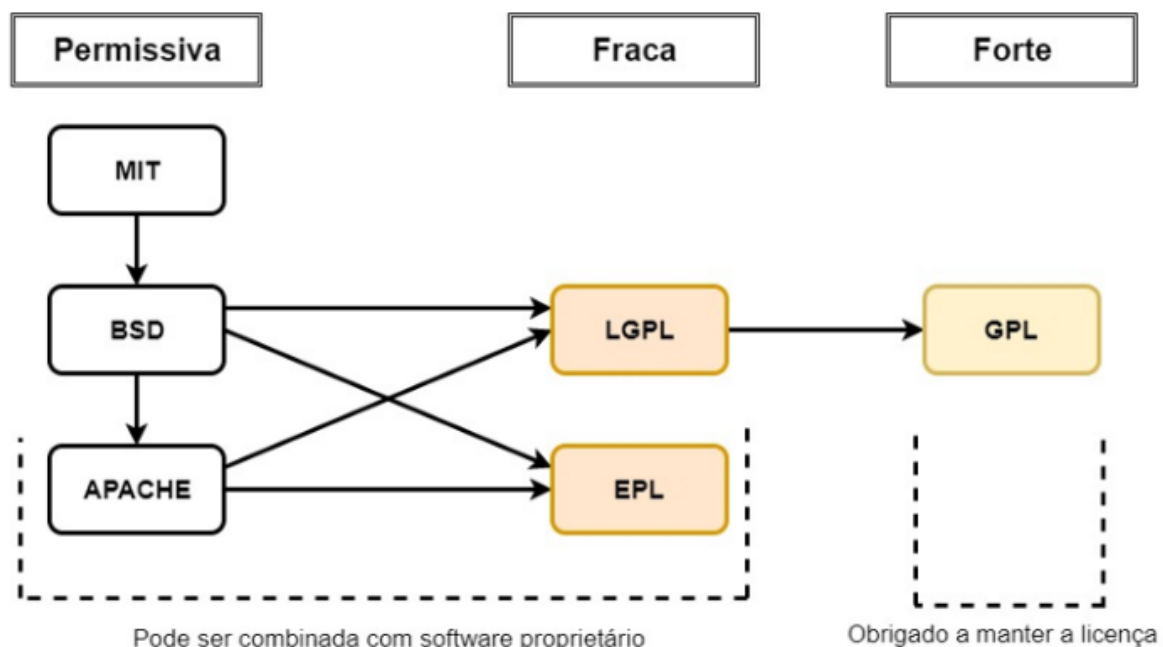 Permissiva
Fraca
Forte
MIT
BSD
LGPL
GPL
APACHE
EPL
Pode ser combinada com software proprietário
Obrigado a manter a licença